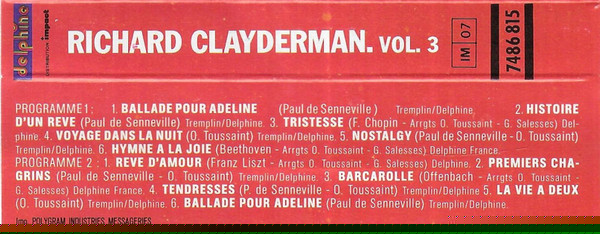 delphine
DISTRIBUTION impact
RICHARD CLAYDERMAN. VOL. 3
IM 07
7486 815
PROGRAMME 1 : 1. BALLADE POUR ADELINE (Paul de Senneville) Tremplin/Delphine. 2. HISTOIRE
D'UN REVE (Paul de Senneville) Tremplin/Delphine. 3. TRISTESSE (F. Chopin - Arrgts O. Toussaint - G. Salesses) Del-
phine. 4. VOYAGE DANS LA NUIT (O. Toussaint) Tremplin/Delphine. 5. NOSTALGY (Paul de Senneville - O. Toussaint)
Tremplin/Delphine. 6. HYMNE A LA JOIE (Beethoven - Arrgts O. Toussaint - G. Salesses) Delphine France.
PROGRAMME 2 : 1. REVE D'AMOUR (Franz Liszt - Arrgts O. Toussaint - G. Salesses) Delphine. 2. PREMIERS CHA-
GRINS (Paul de Senneville - O. Toussaint) Tremplin/Delphine. 3. BARCAROLLE (Offenbach - Arrgts O. Toussaint -
G. Salesses) Delphine France. 4. TENDRESSES (P. de Senneville - O. Toussaint) Tremplin/Delphine 5. LA VIE A DEUX
(O. Toussaint) Tremplin/Delphine. 6. BALLADE POUR ADELINE (Paul de Senneville) Tremplin/Delphine.
Imp. POLYGRAM INDUSTRIES MESSAGERIES